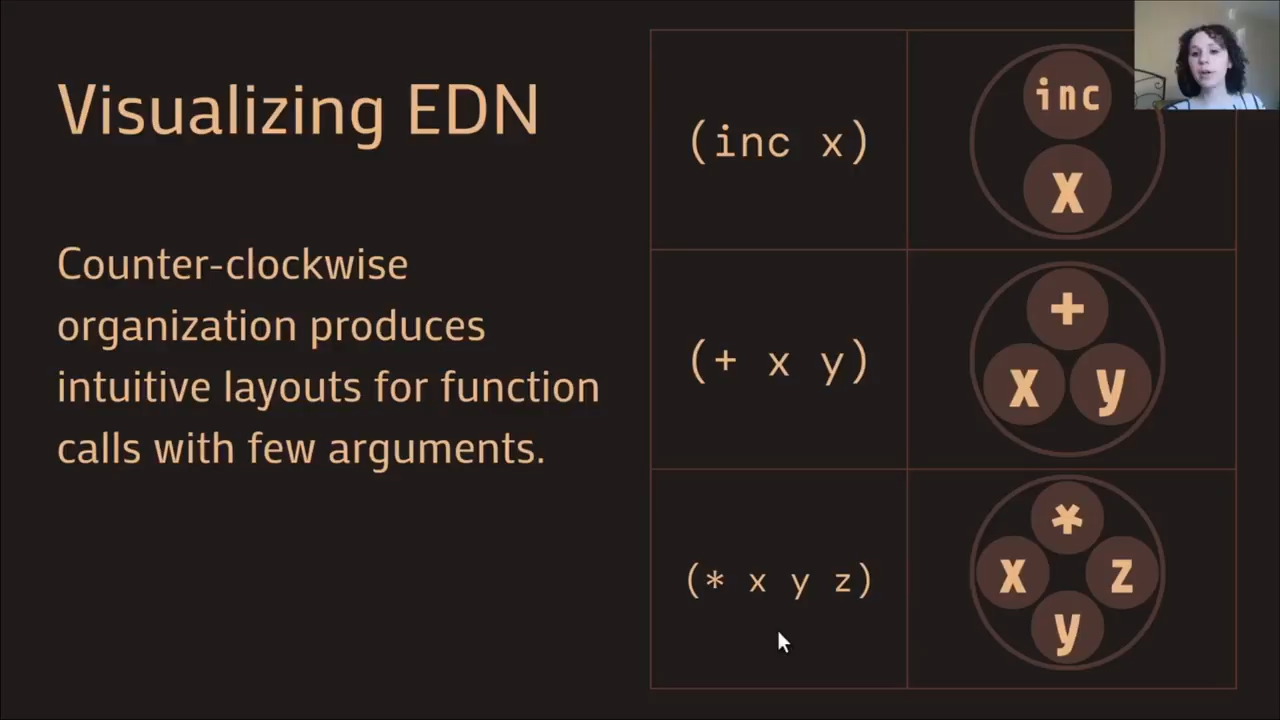 Visualizing EDN
Counter-clockwise
organization produces
intuitive layouts for function
calls with few arguments.
(inc x)
inc
x
(+ x y)
+
x y
(* x y z)
*
x z
y